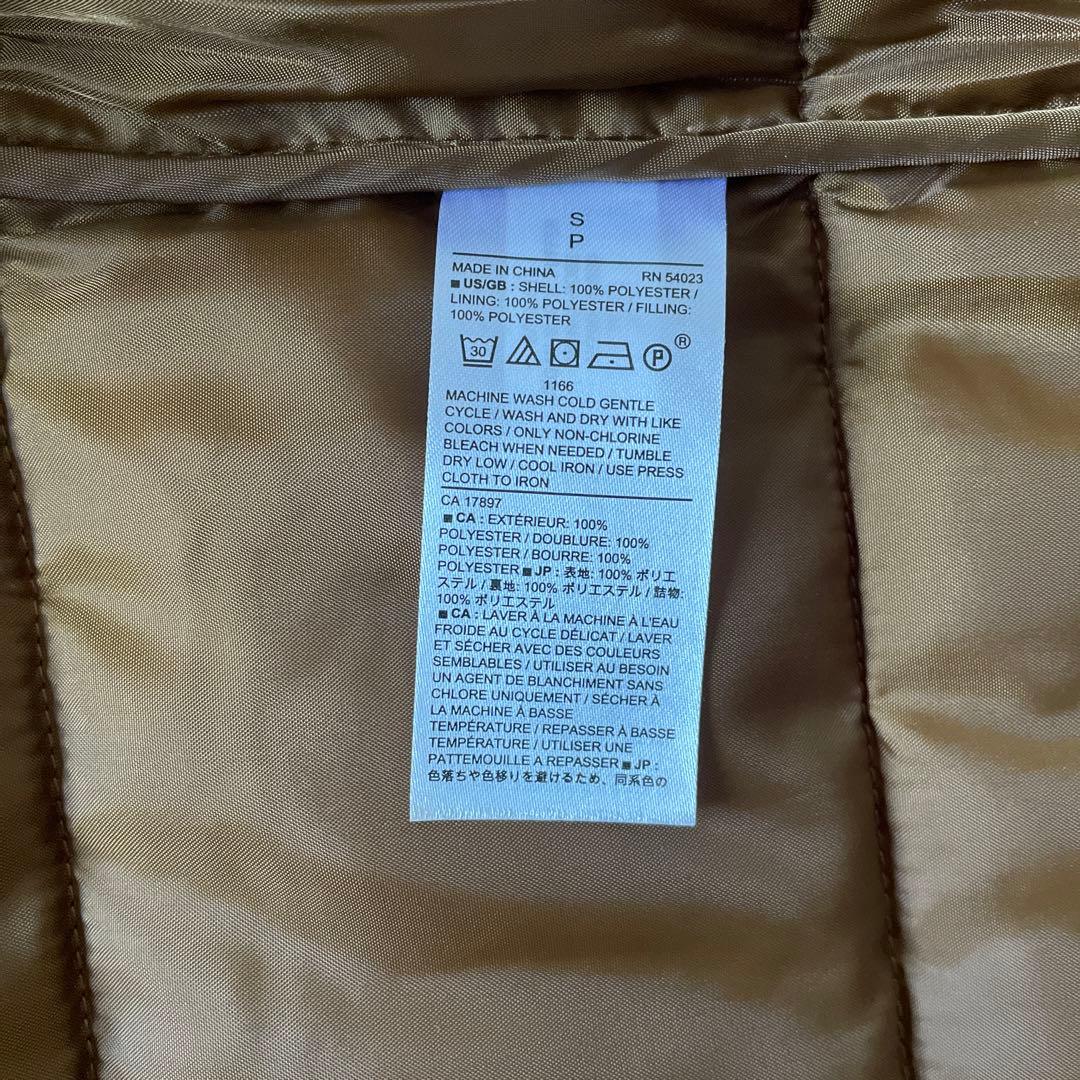 S
P
MADE IN CHINA RN 54023
■ US/GB : SHELL: 100% POLYESTER /
LINING: 100% POLYESTER / FILLING:
100% POLYESTER
30 P ®
1166
MACHINE WASH COLD GENTLE
CYCLE / WASH AND DRY WITH LIKE
COLORS / ONLY NON-CHLORINE
BLEACH WHEN NEEDED / TUMBLE
DRY LOW / COOL IRON / USE PRESS
CLOTH TO IRON
CA 17897
■ CA : EXTÉRIEUR: 100%
POLYESTER / DOUBLURE: 100%
POLYESTER / BOURRE: 100%
POLYESTER ■ JP : 表地: 100% ポリエ
ステル / 裏地: 100% ポリエステル / 詰物:
100% ポリエステル
■ CA : LAVER À LA MACHINE À L'EAU
FROIDE AU CYCLE DÉLICAT / LAVER
ET SÉCHER AVEC DES COULEURS
SEMBLABLES / UTILISER AU BESOIN
UN AGENT DE BLANCHIMENT SANS
CHLORE UNIQUEMENT / SÉCHER À
LA MACHINE À BASSE
TEMPÉRATURE / REPASSER À BASSE
TEMPÉRATURE / UTILISER UNE
PATTEMOUILLE A REPASSER ■ JP :
色落ちや色移りを避けるため、同系色の